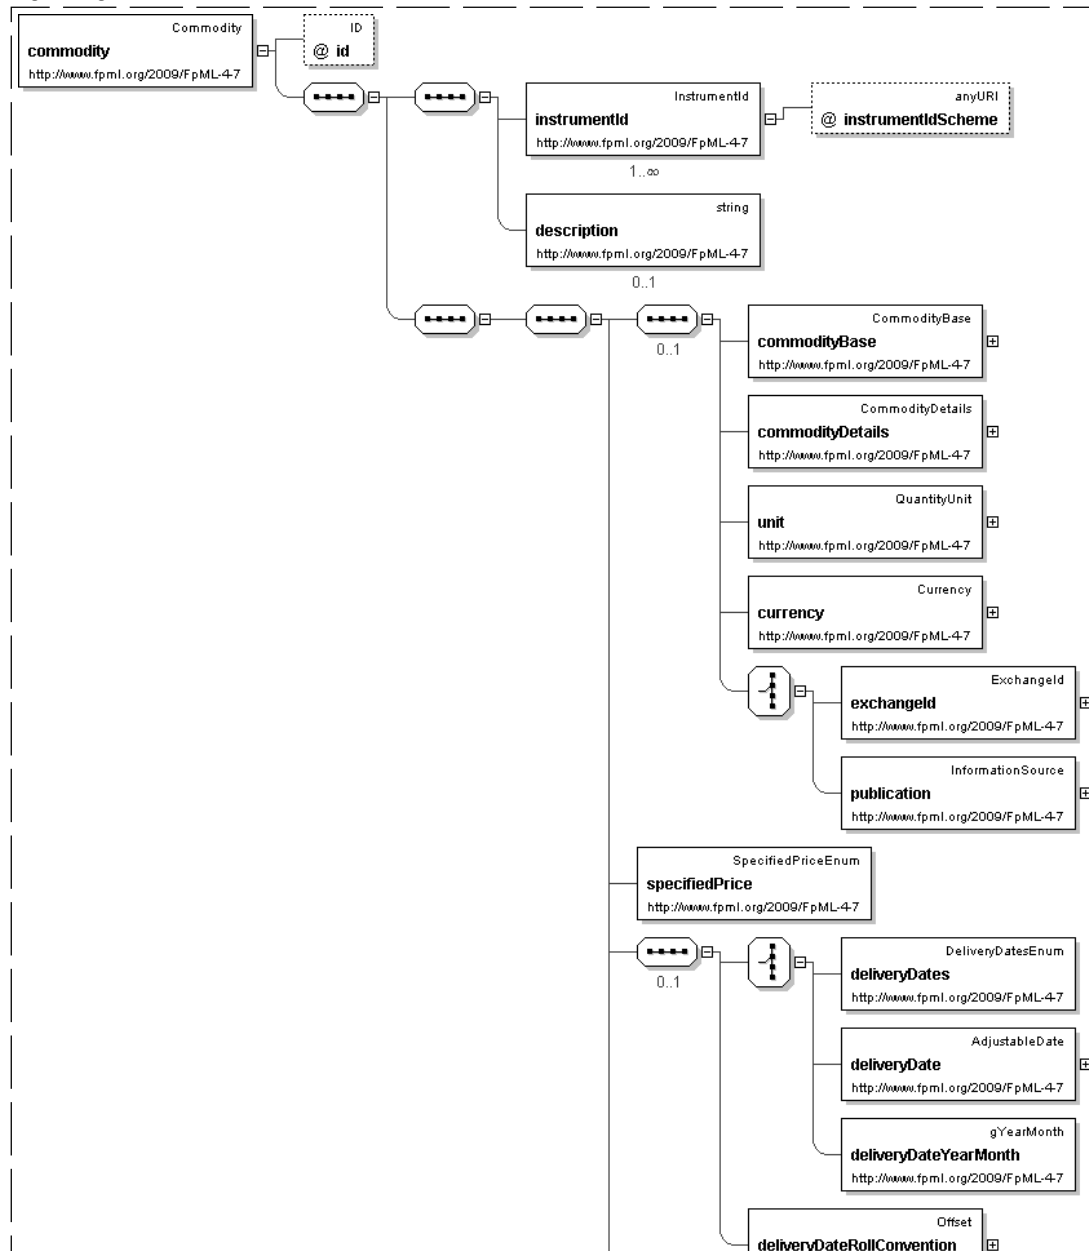 Commodity
commodity
http://www.fpml.org/2009/FpML-4-7
ID
@ id
InstrumentId
instrumentId
http://www.fpml.org/2009/FpML-4-7
1..∞
anyURI
@ instrumentIdScheme
string
description
http://www.fpml.org/2009/FpML-4-7
0..1
0..1
CommodityBase
commodityBase
http://www.fpml.org/2009/FpML-4-7
CommodityDetails
commodityDetails
http://www.fpml.org/2009/FpML-4-7
QuantityUnit
unit
http://www.fpml.org/2009/FpML-4-7
Currency
currency
http://www.fpml.org/2009/FpML-4-7
ExchangeId
exchangeId
http://www.fpml.org/2009/FpML-4-7
InformationSource
publication
http://www.fpml.org/2009/FpML-4-7
SpecifiedPriceEnum
specifiedPrice
http://www.fpml.org/2009/FpML-4-7
0..1
DeliveryDatesEnum
deliveryDates
http://www.fpml.org/2009/FpML-4-7
AdjustableDate
deliveryDate
http://www.fpml.org/2009/FpML-4-7
gYearMonth
deliveryDateYearMonth
http://www.fpml.org/2009/FpML-4-7
Offset
deliveryDateRollConvention